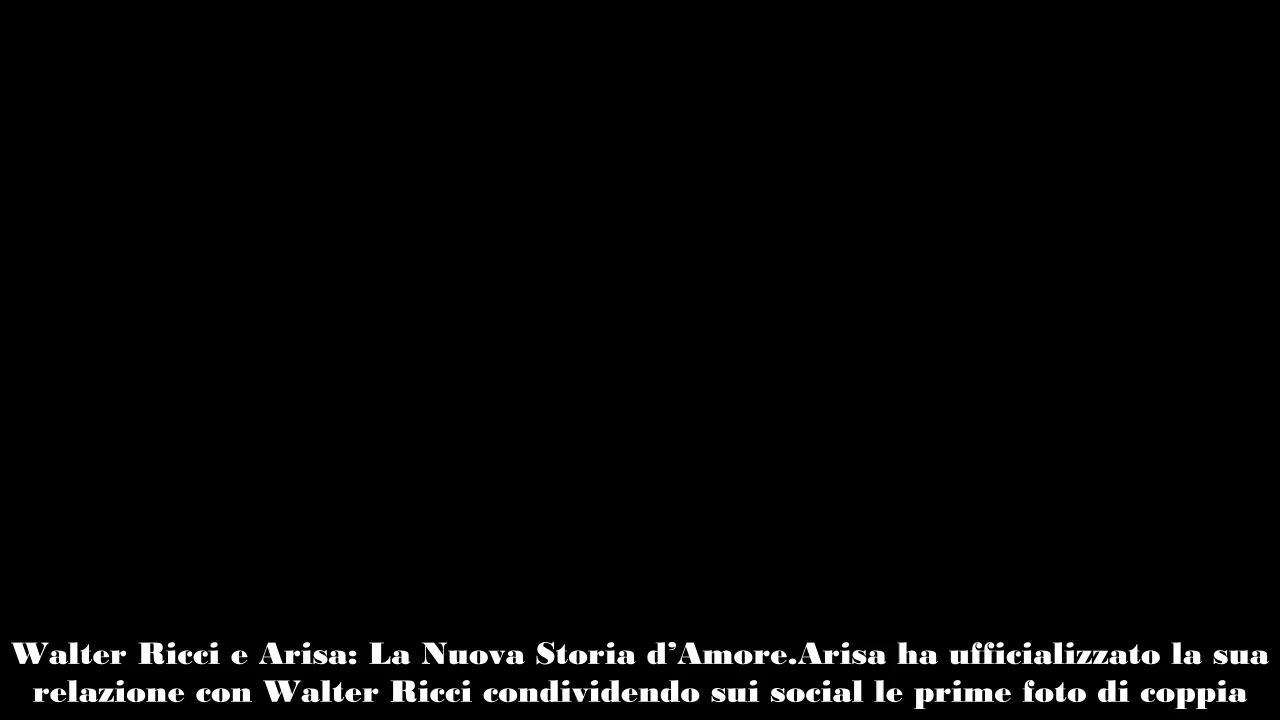 Walter Ricci e Arisa: La Nuova Storia d’Amore.Arisa ha ufficializzato la sua
relazione con Walter Ricci condividendo sui social le prime foto di coppia